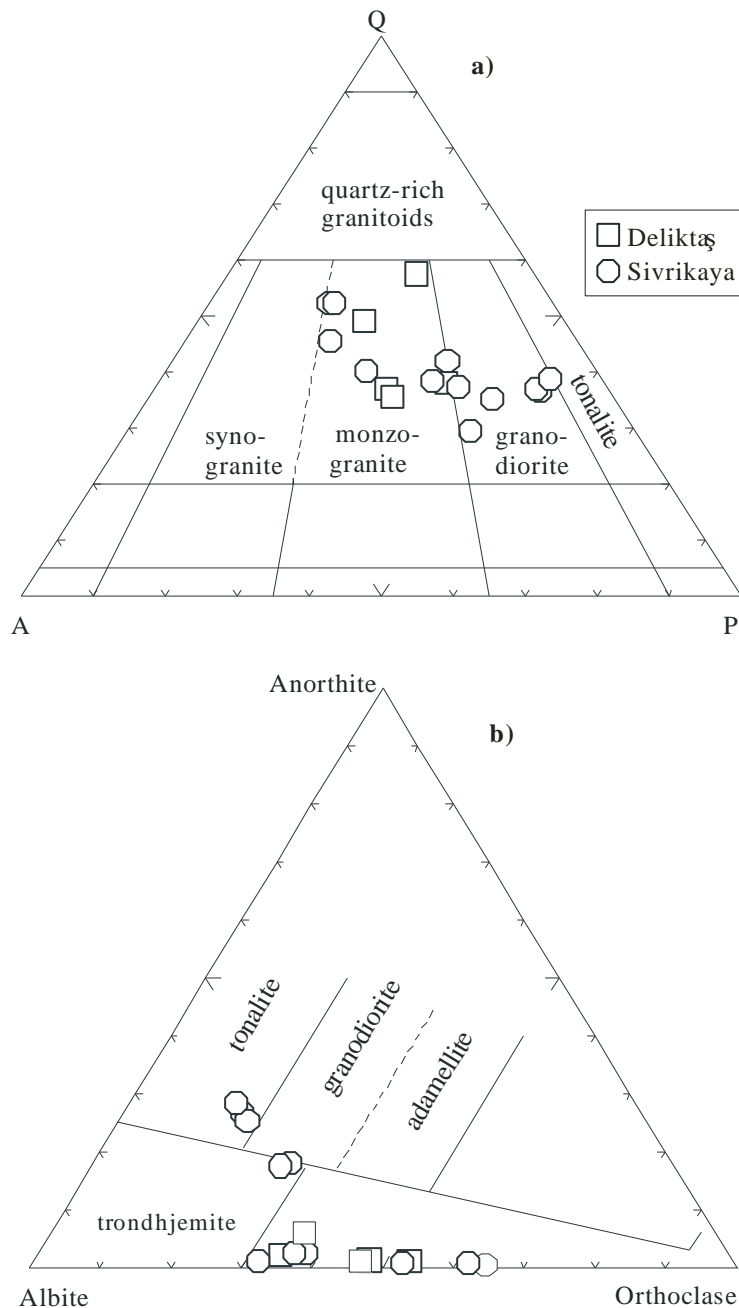 Q
a)
quartz-rich
granitoids
Deliktaş
Sivrikaya
tonalite
syno-
granite
monzo-
granite
grano-
diorite
A
P
Anorthite
b)
tonalite
granodiorite
adamellite
trondhjemite
Albite
Orthoclase